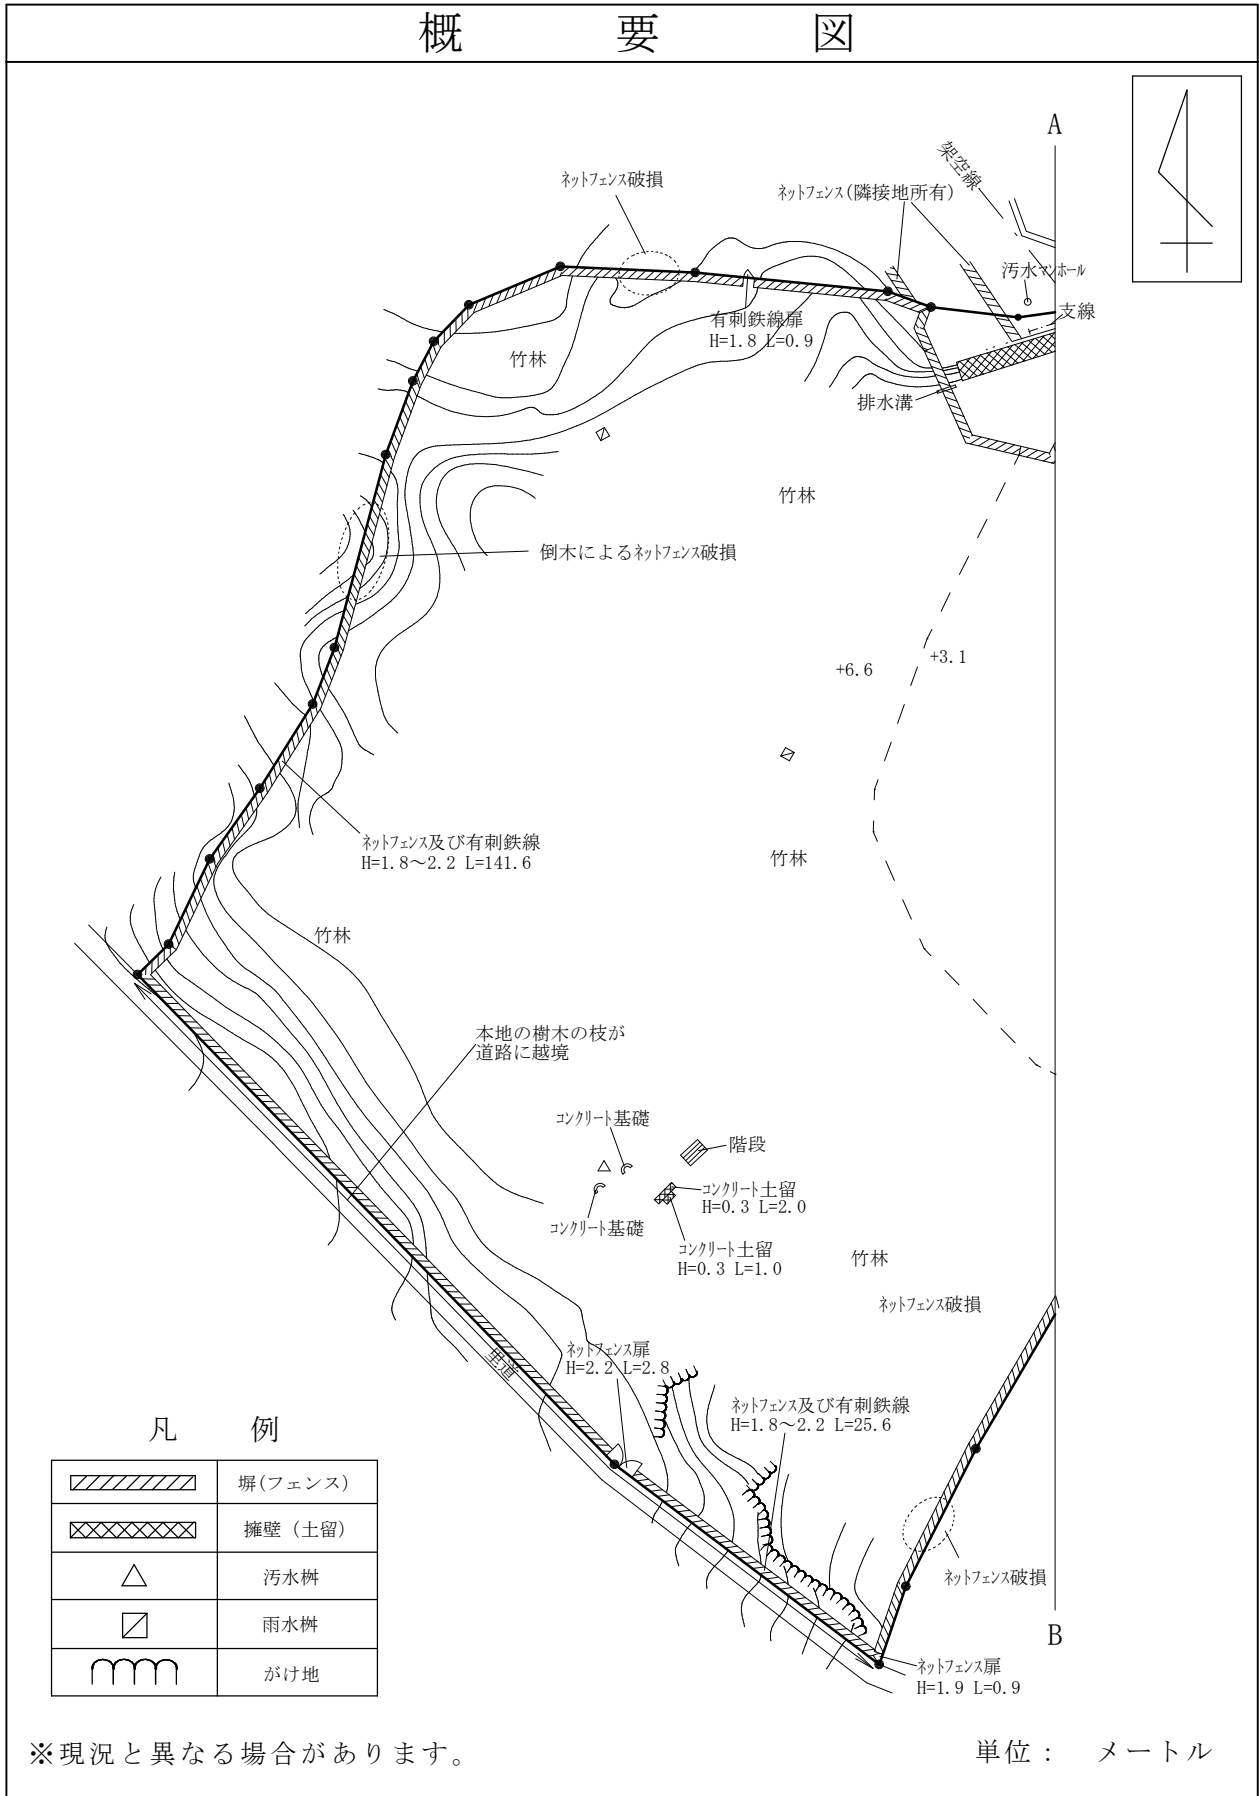 概要図
A
架空線
ネットフェンス破損
ネットフェンス(隣接地所有)
汚水マンホール
支線
有刺鉄線扉
H=1.8 L=0.9
竹林
排水溝
竹林
倒木によるネットフェンス破損
+3.1
+6.6
ネットフェンス及び有刺鉄線
H=1.8～2.2 L=141.6
竹林
竹林
本地の樹木の枝が
道路に越境
コンクリート基礎
階段
コンクリート土留
H=0.3 L=2.0
コンクリート基礎
コンクリート土留
H=0.3 L=1.0
竹林
ネットフェンス破損
里道
ネットフェンス扉
H=2.2 L=2.8
ネットフェンス及び有刺鉄線
H=1.8～2.2 L=25.6
ネットフェンス破損
B
ネットフェンス扉
H=1.9 L=0.9
凡例
塀(フェンス)
擁壁（土留）
汚水桝
雨水桝
がけ地
※現況と異なる場合があります。
単位： メートル